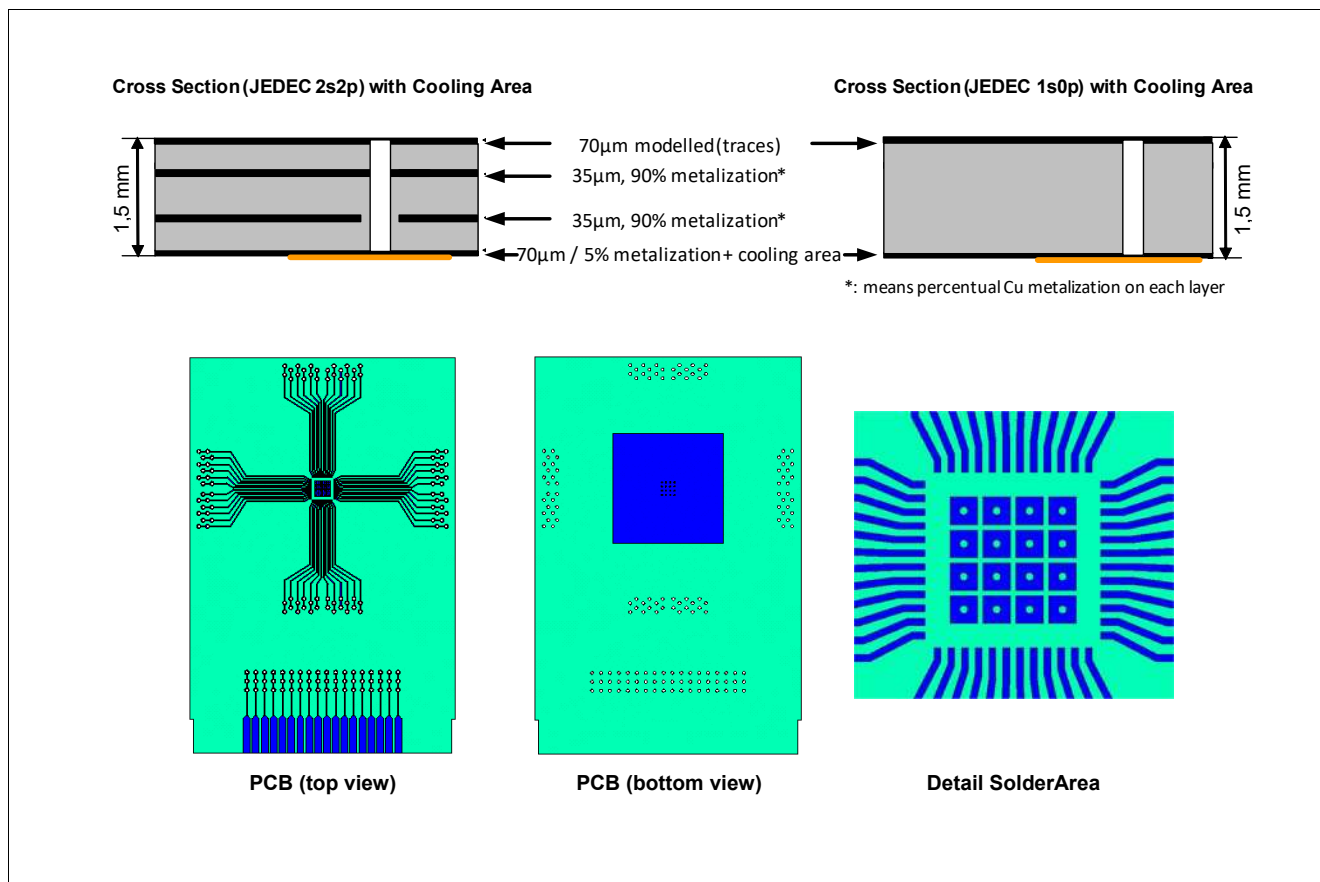 Cross Section (JEDEC 2s2p) with Cooling Area
Cross Section (JEDEC 1s0p) with Cooling Area
1,5 mm
70µm modelled (traces)
35µm, 90% metalization*
35µm, 90% metalization*
70µm / 5% metalization + cooling area
1,5 mm
*: means percentual Cu metalization on each layer
PCB (top view)
PCB (bottom view)
Detail SolderArea